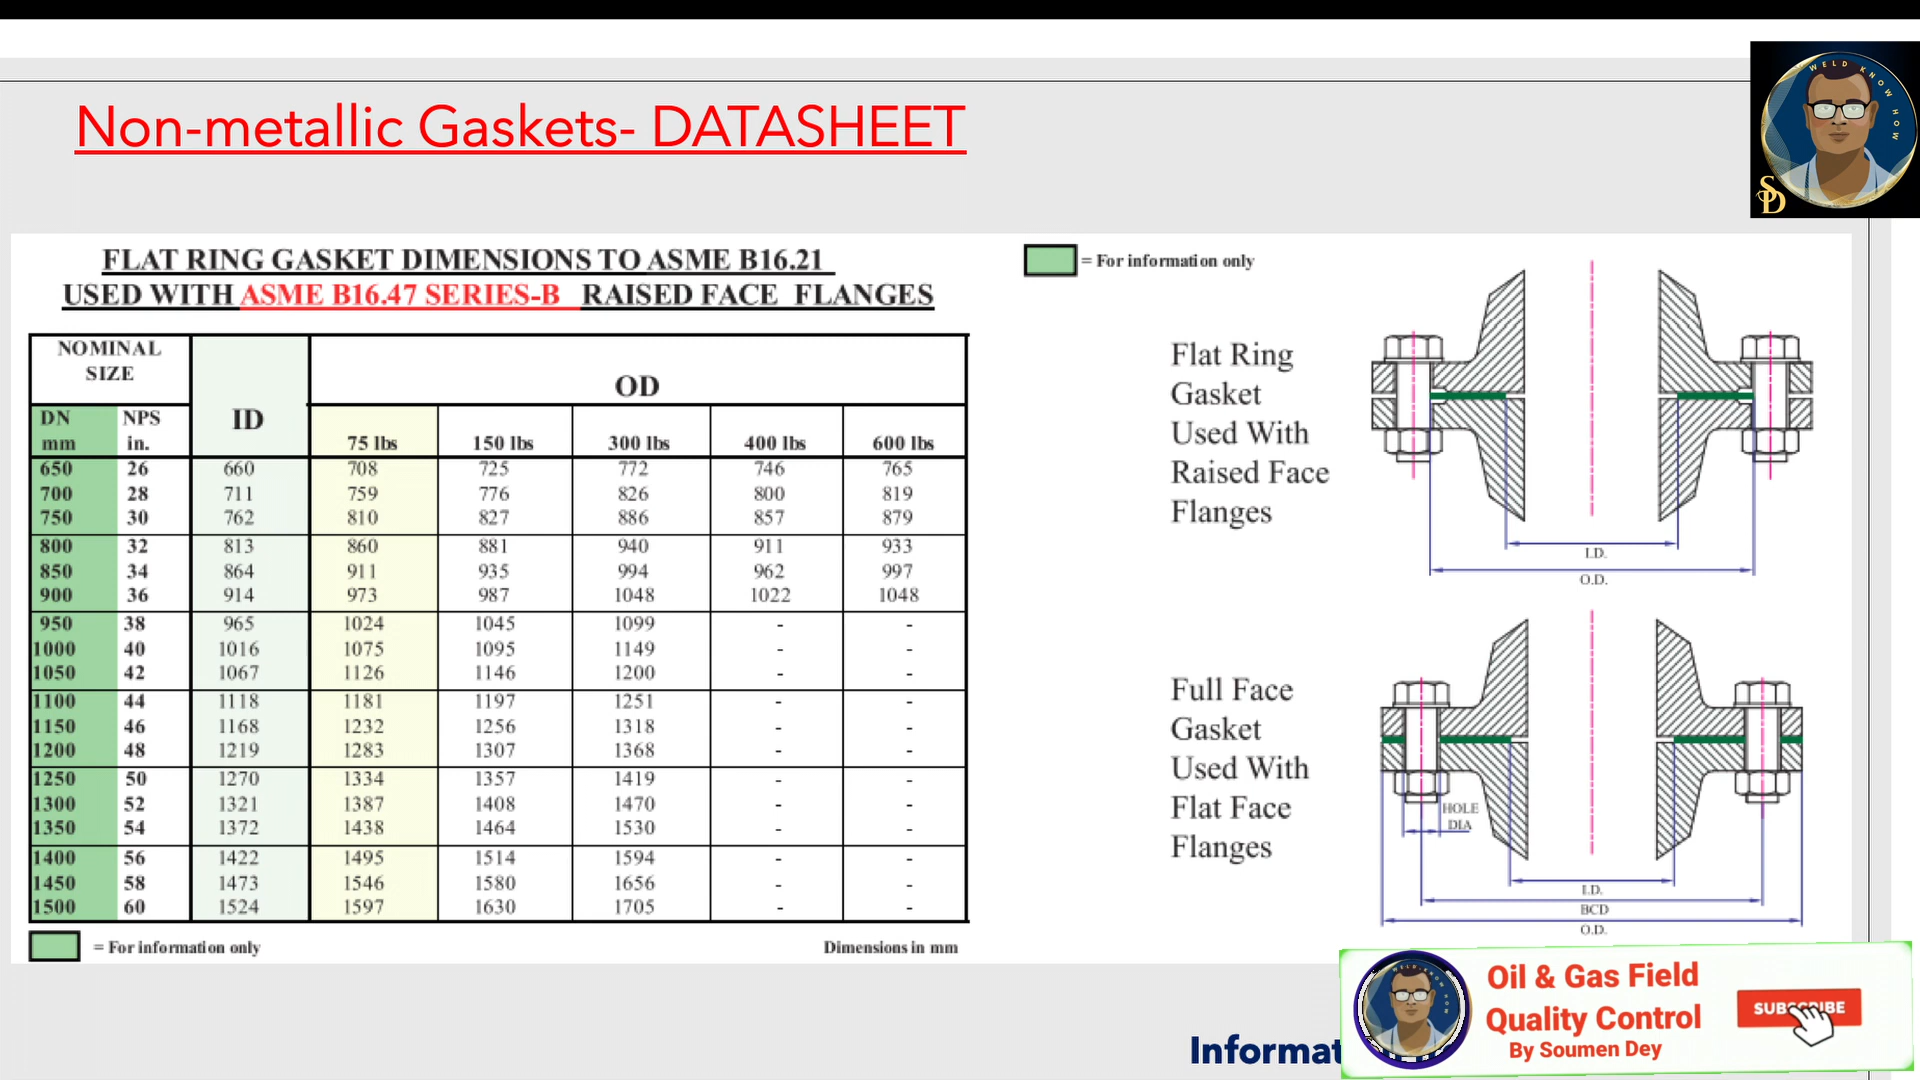 Non-metallic Gaskets- DATASHEET
WELD KNOW HOW
SD
FLAT RING GASKET DIMENSIONS TO ASME B16.21
USED WITH ASME B16.47 SERIES-B RAISED FACE FLANGES
NOMINAL SIZE ID OD
DN mm NPS in. 75 lbs 150 lbs 300 lbs 400 lbs 600 lbs
650 26 660 708 725 772 746 765
700 28 711 759 776 826 800 819
750 30 762 810 827 886 857 879
800 32 813 860 881 940 911 933
850 34 864 911 935 994 962 997
900 36 914 973 987 1048 1022 1048
950 38 965 1024 1045 1099 - -
1000 40 1016 1075 1095 1149 - -
1050 42 1067 1126 1146 1200 - -
1100 44 1118 1181 1197 1251 - -
1150 46 1168 1232 1256 1318 - -
1200 48 1219 1283 1307 1368 - -
1250 50 1270 1334 1357 1419 - -
1300 52 1321 1387 1408 1470 - -
1350 54 1372 1438 1464 1530 - -
1400 56 1422 1495 1514 1594 - -
1450 58 1473 1546 1580 1656 - -
1500 60 1524 1597 1630 1705 - -
= For information only
Dimensions in mm
= For information only
Flat Ring
Gasket
Used With
Raised Face
Flanges
I.D.
O.D.
Full Face
Gasket
Used With
Flat Face
Flanges
HOLE
DIA
I.D.
BCD
O.D.
Informat
Oil & Gas Field
Quality Control
By Soumen Dey
SUBSCRIBE